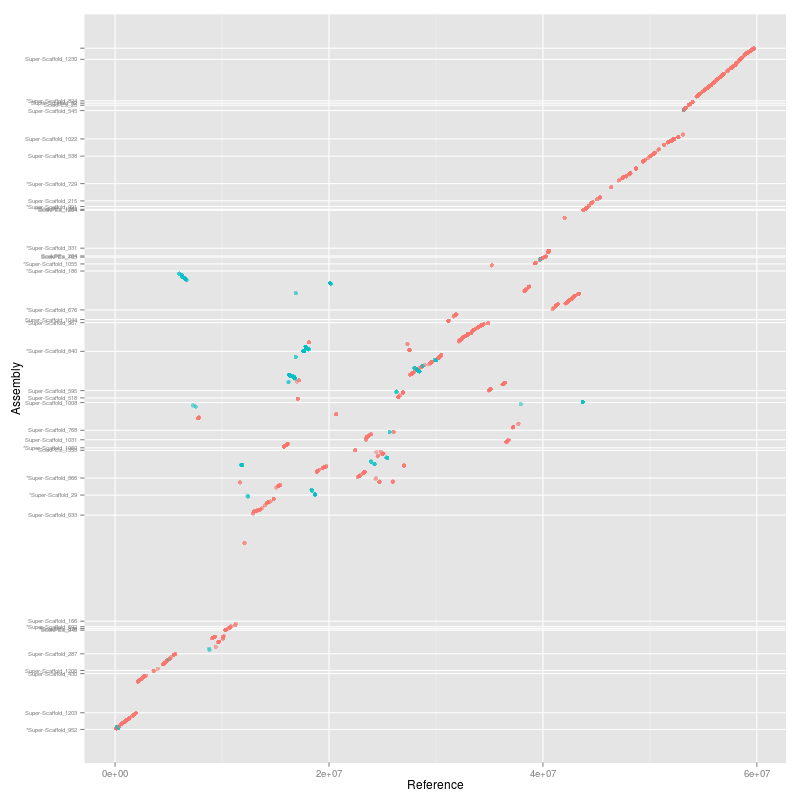 Super-Scaffold_1230
Super-Scaffold_545
Super-Scaffold_1022
Super-Scaffold_538
*Super-Scaffold_729
Super-Scaffold_215
*Super-Scaffold_331
*Super-Scaffold_1055
*Super-Scaffold_186
*Super-Scaffold_676
*Super-Scaffold_640
Super-Scaffold_595
Super-Scaffold_518
Super-Scaffold_1008
Super-Scaffold_768
Super-Scaffold_1031
*Super-Scaffold_866
*Super-Scaffold_29
Super-Scaffold_633
Super-Scaffold_166
Super-Scaffold_287
Super-Scaffold_1203
*Super-Scaffold_952
Assembly
0e+00 2e+07 4e+07 6e+07
Reference